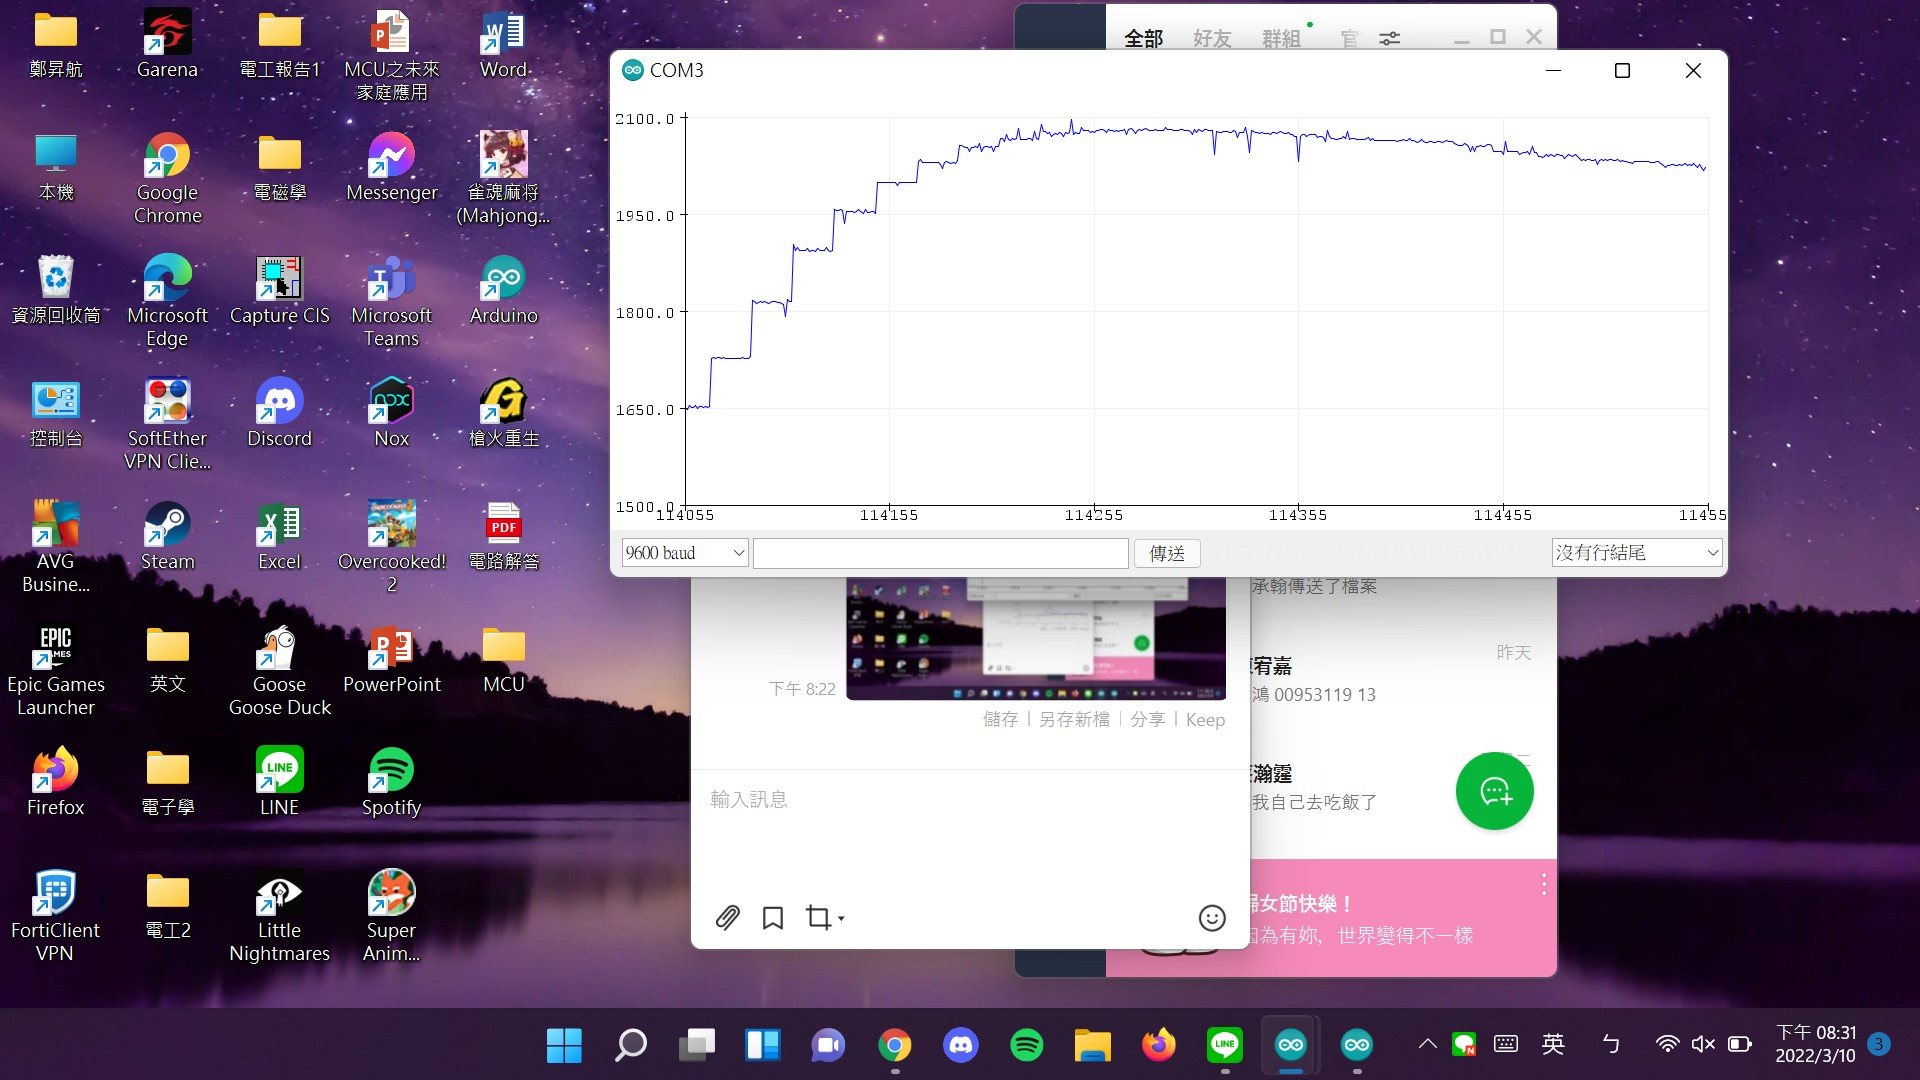 鄭昇航
Garena
電工報告1
MCU之未來
家庭應用
Word
本機
Google
Chrome
電磁學
Messenger
雀魂麻将
(Mahjong...
資源回收筒
Microsoft
Edge
Capture CIS
Microsoft
Teams
Arduino
控制台
SoftEther
VPN Clie...
Discord
Nox
槍火重生
AVG
Busine...
Steam
Excel
Overcooked!
2
PDF
電路解答
EPIC
GAMES
Epic Games
Launcher
英文
Goose
Goose Duck
PowerPoint
MCU
Firefox
電子學
LINE
LINE
Spotify
FortiClient
VPN
電工2
Little
Nightmares
Super
Anim...
全部
好友
群組
官
COM3
2100.0
1950.0
1800.0
1650.0
1500.0
114055
114155
114255
114355
114455
11455
9600 baud
傳送
沒有行結尾
承翰傳送了檔案
昨天
宥嘉
鴻 00953119 13
瀚霆
我自己去吃飯了
下午 8:22
儲存 | 另存新檔 | 分享 | Keep
輸入訊息
婦女節快樂！
因為有妳，世界變得不一樣
LINE
英
ㄅ
下午 08:31
2022/3/10
3